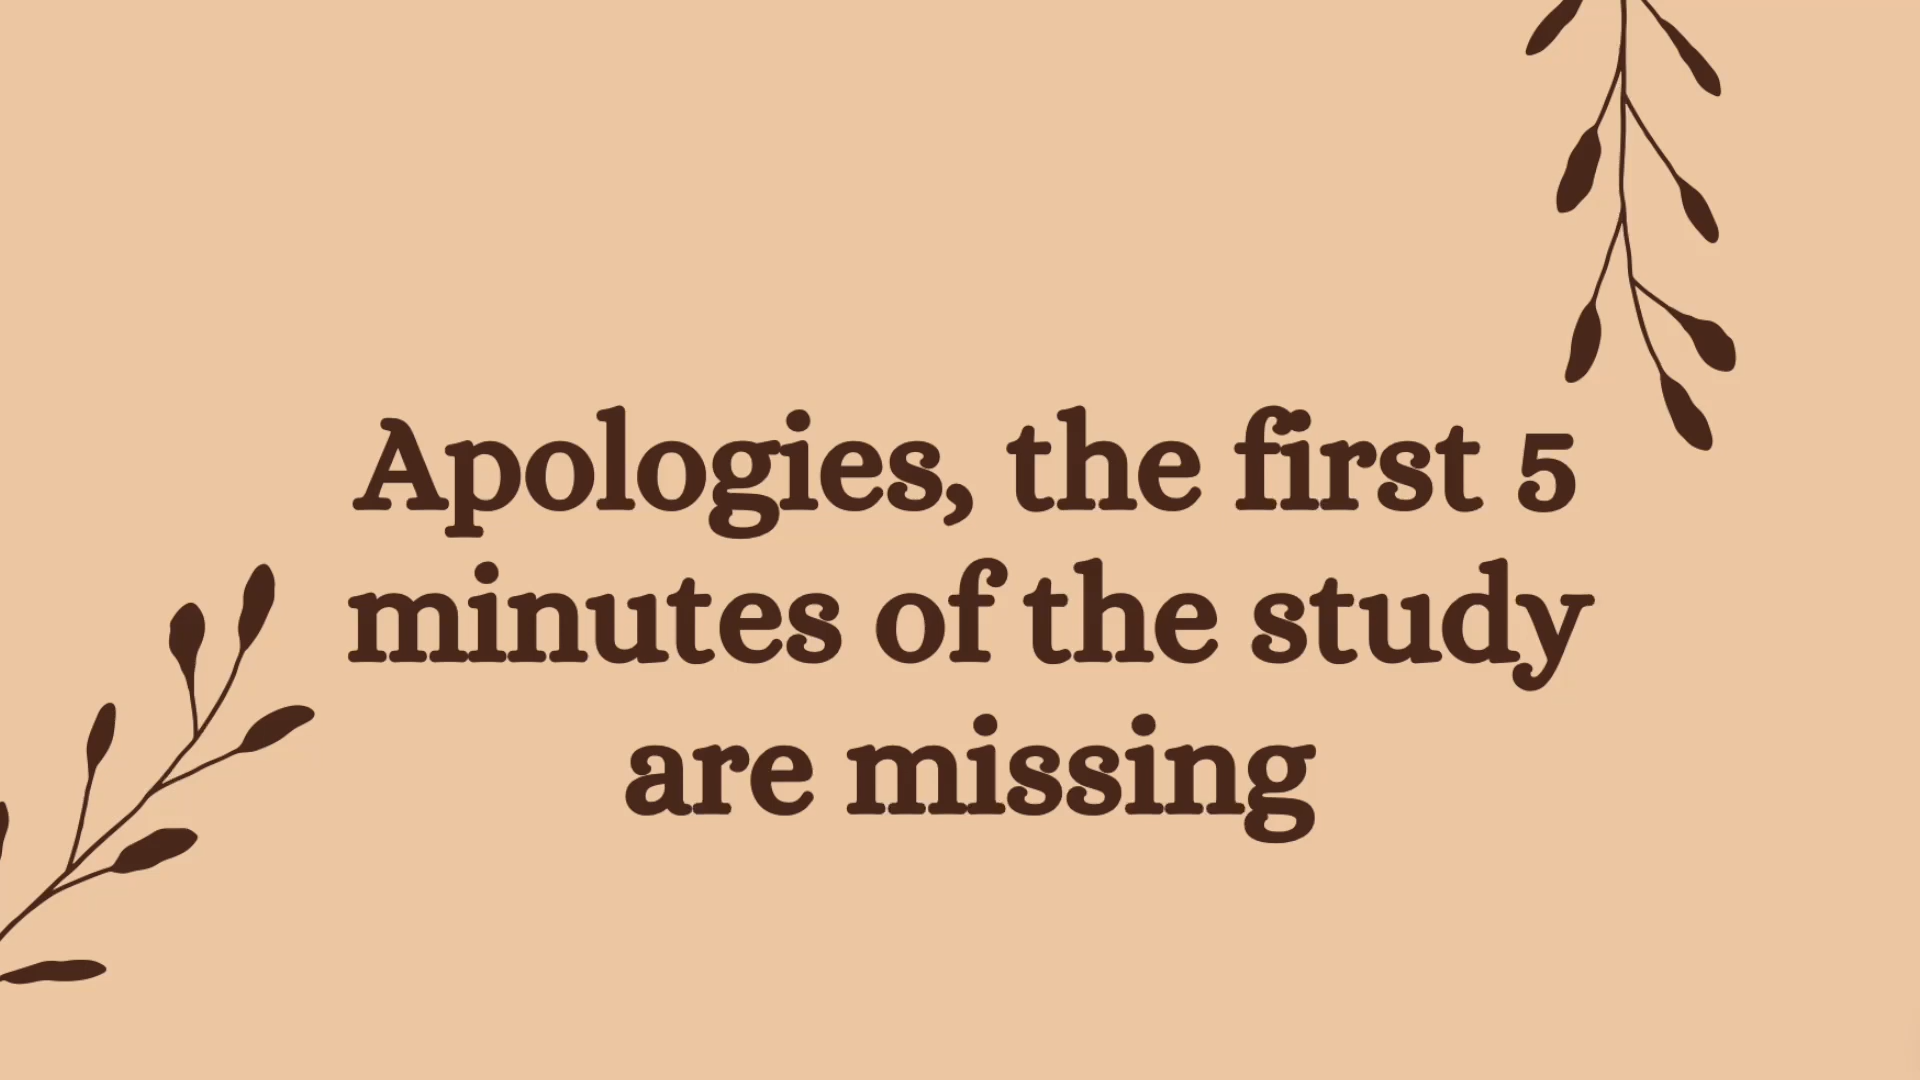 Apologies, the first 5
minutes of the study
are missing